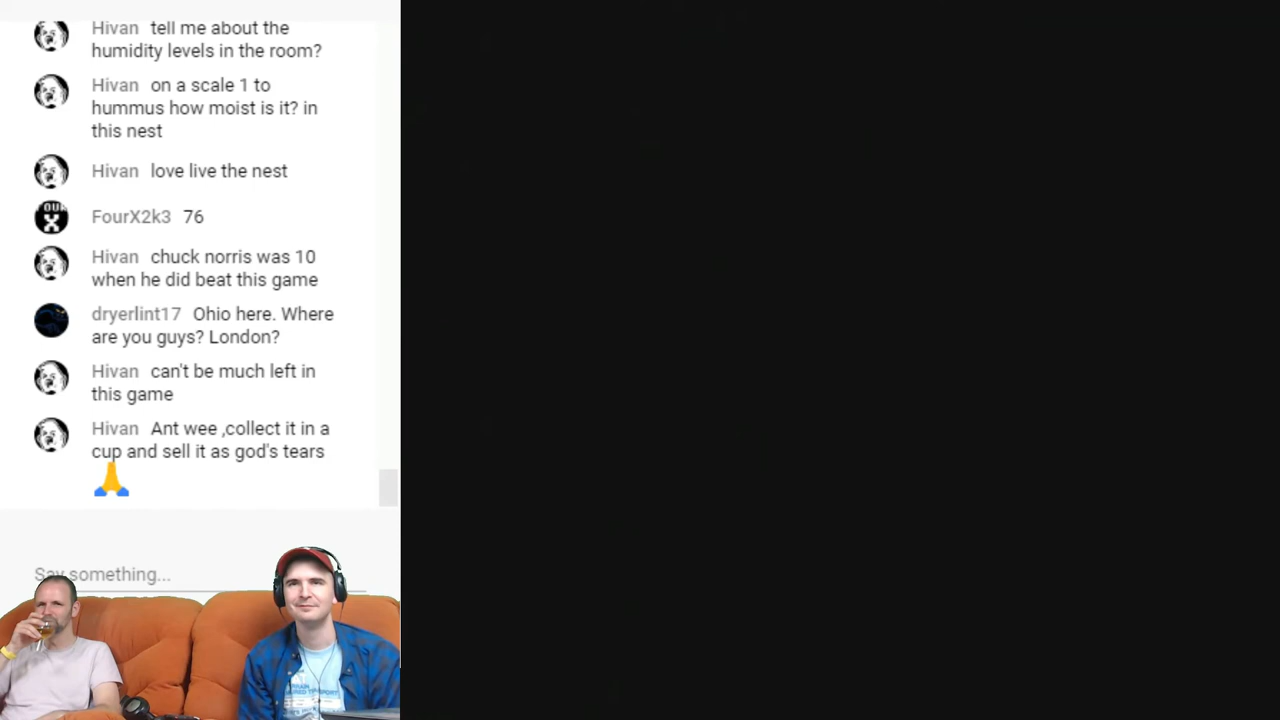 Hivan tell me about the
humidity levels in the room?
Hivan on a scale 1 to
hummus how moist is it? in
this nest
Hivan love live the nest
FourX2k3 76
Hivan chuck norris was 10
when he did beat this game
dryerlint17 Ohio here. Where
are you guys? London?
Hivan can't be much left in
this game
Hivan Ant wee ,collect it in a
cup and sell it as god's tears
Say something...